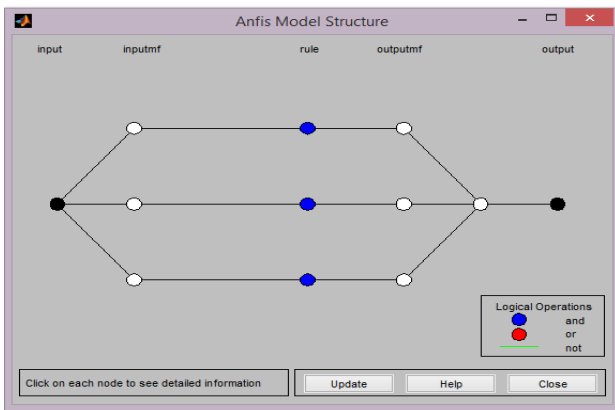 Anfis Model Structure
input inputmf rule outputmf output
Logical Operations
and
or
not
Click on each node to see detailed information Update Help Close